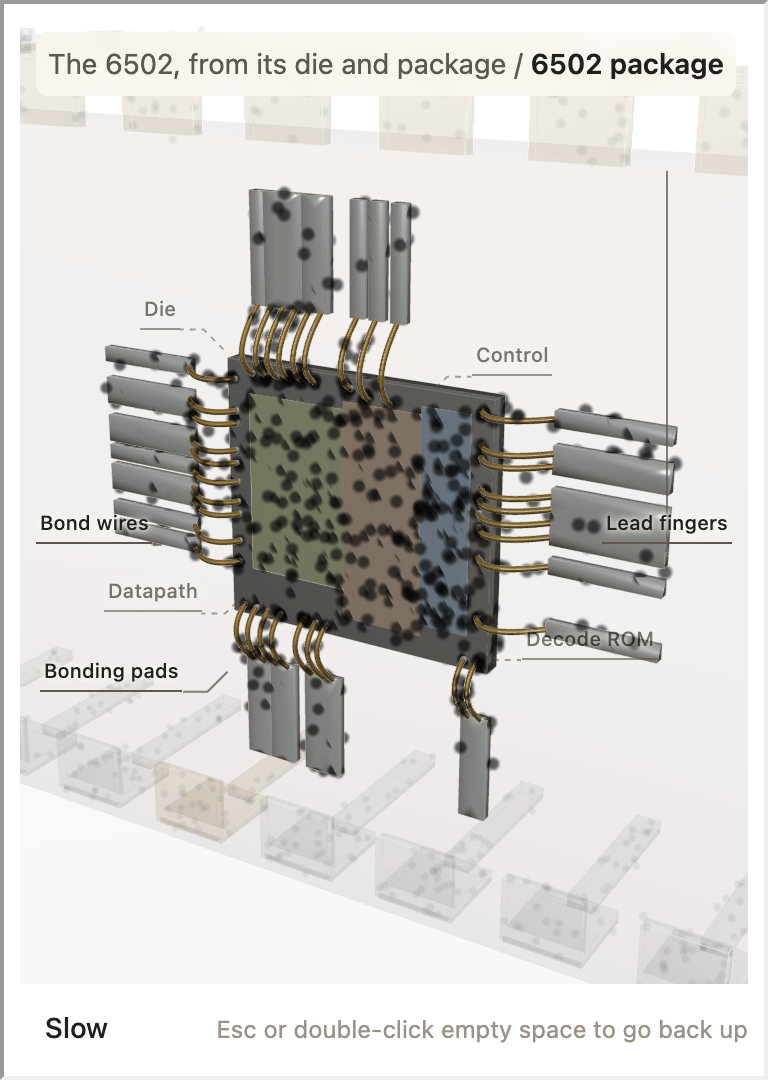 The 6502, from its die and package / 6502 package
Die
Control
Bond wires
Lead fingers
Datapath
Decode ROM
Bonding pads
Slow
Esc or double-click empty space to go back up